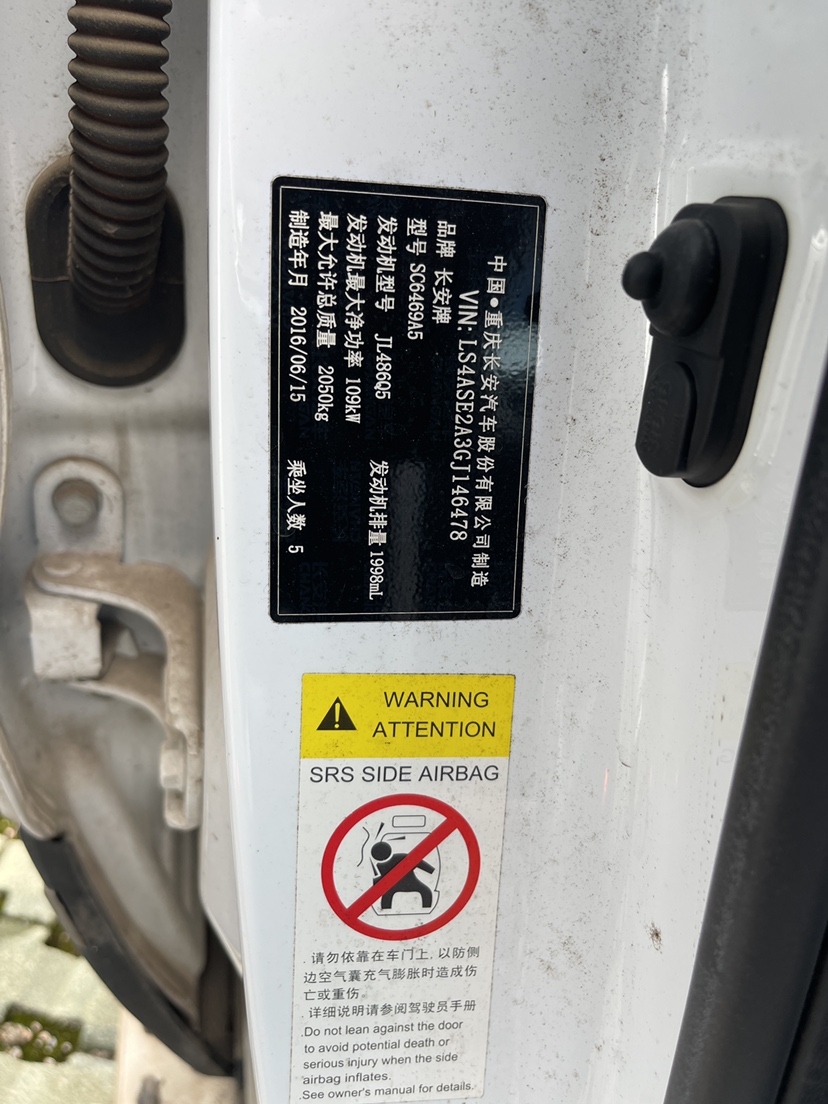 中国●重庆长安汽车股份有限公司制造
VIN: LS4ASE2A3GJ146478
品牌 长安牌
型号 SC6469A5
发动机型号 JL486Q5 发动机排量 1998mL
发动机最大净功率 109kW
最大允许总质量 2050kg
制造年月 2016/06/15 乘坐人数 5
WARNING
ATTENTION
SRS SIDE AIRBAG
.请勿依靠在车门上, 以防侧
边空气囊充气膨胀时造成伤
亡或重伤.
.详细说明请参阅驾驶员手册
.Do not lean against the door
to avoid potential death or
serious injury when the side
airbag inflates.
.See owner's manual for details.